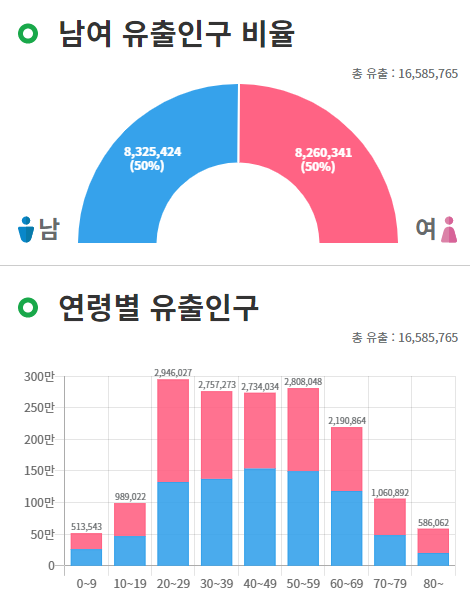 남여 유출인구 비율
총 유출 : 16,585,765
8,325,424
(50%)
8,260,341
(50%)
남
여
연령별 유출인구
총 유출 : 16,585,765
300만
250만
200만
150만
100만
50만
0
513,543
989,022
2,946,027
2,757,273
2,734,034
2,808,048
2,190,864
1,060,892
586,062
0~9 10~19 20~29 30~39 40~49 50~59 60~69 70~79 80~